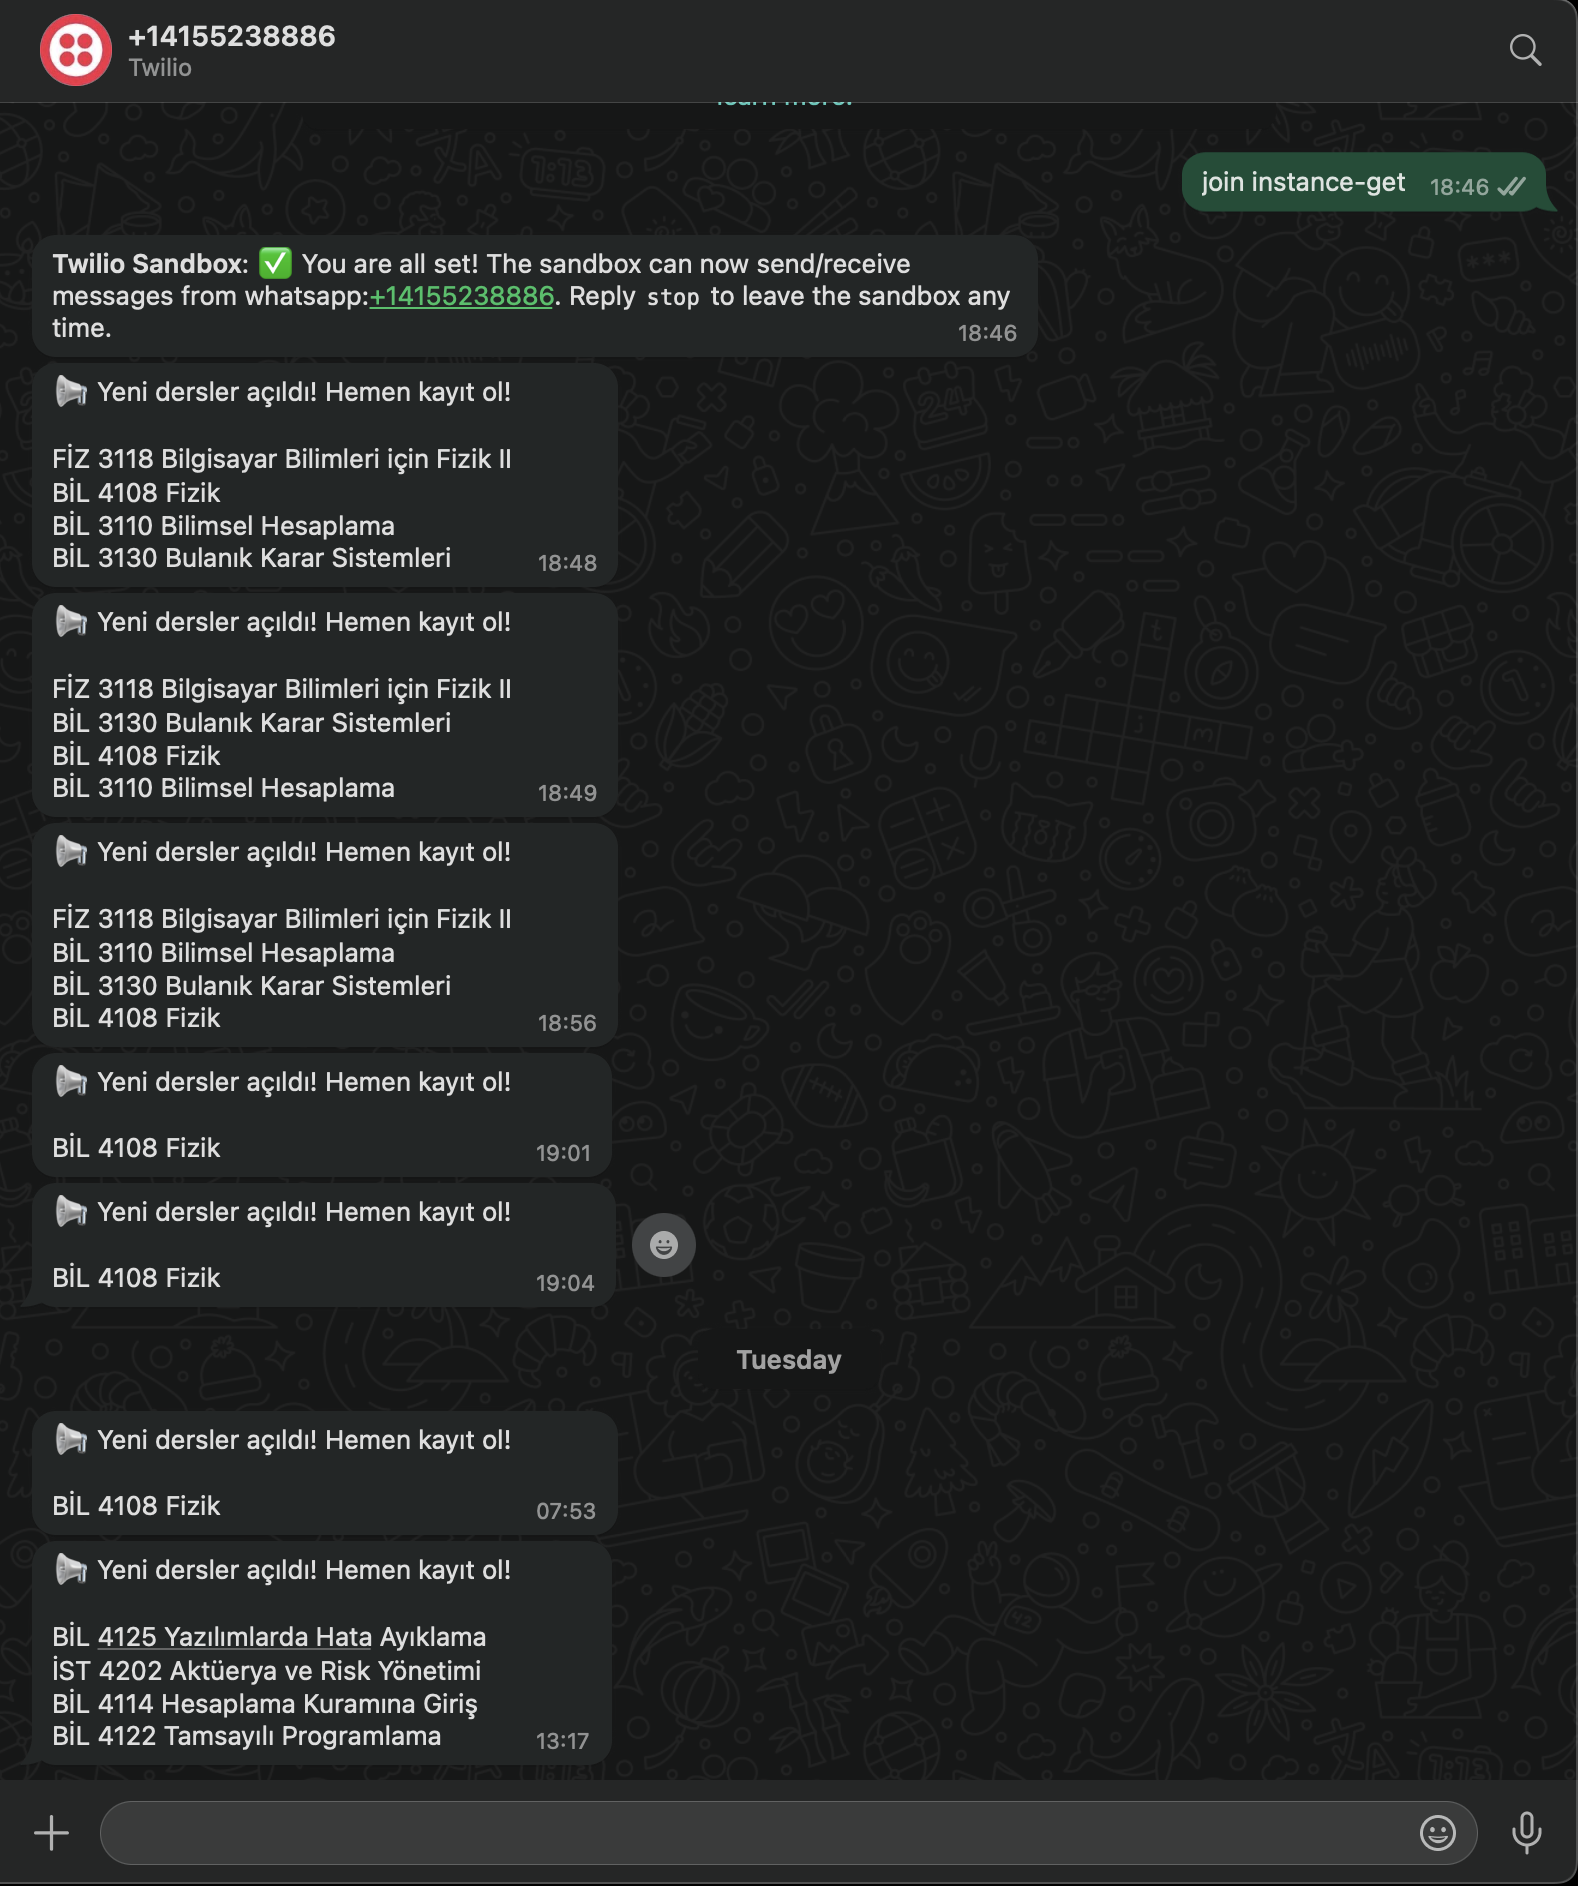 +14155238886
Twilio
learn more.
join instance-get 18:46
Twilio Sandbox: ✅ You are all set! The sandbox can now send/receive
messages from whatsapp:+14155238886. Reply stop to leave the sandbox any
time. 18:46
📢 Yeni dersler açıldı! Hemen kayıt ol!
FİZ 3118 Bilgisayar Bilimleri için Fizik II
BİL 4108 Fizik
BİL 3110 Bilimsel Hesaplama
BİL 3130 Bulanık Karar Sistemleri 18:48
📢 Yeni dersler açıldı! Hemen kayıt ol!
FİZ 3118 Bilgisayar Bilimleri için Fizik II
BİL 3130 Bulanık Karar Sistemleri
BİL 4108 Fizik
BİL 3110 Bilimsel Hesaplama 18:49
📢 Yeni dersler açıldı! Hemen kayıt ol!
FİZ 3118 Bilgisayar Bilimleri için Fizik II
BİL 3110 Bilimsel Hesaplama
BİL 3130 Bulanık Karar Sistemleri
BİL 4108 Fizik 18:56
📢 Yeni dersler açıldı! Hemen kayıt ol!
BİL 4108 Fizik 19:01
📢 Yeni dersler açıldı! Hemen kayıt ol!
BİL 4108 Fizik 19:04
Tuesday
📢 Yeni dersler açıldı! Hemen kayıt ol!
BİL 4108 Fizik 07:53
📢 Yeni dersler açıldı! Hemen kayıt ol!
BİL 4125 Yazılımlarda Hata Ayıklama
İST 4202 Aktüerya ve Risk Yönetimi
BİL 4114 Hesaplama Kuramına Giriş
BİL 4122 Tamsayılı Programlama 13:17